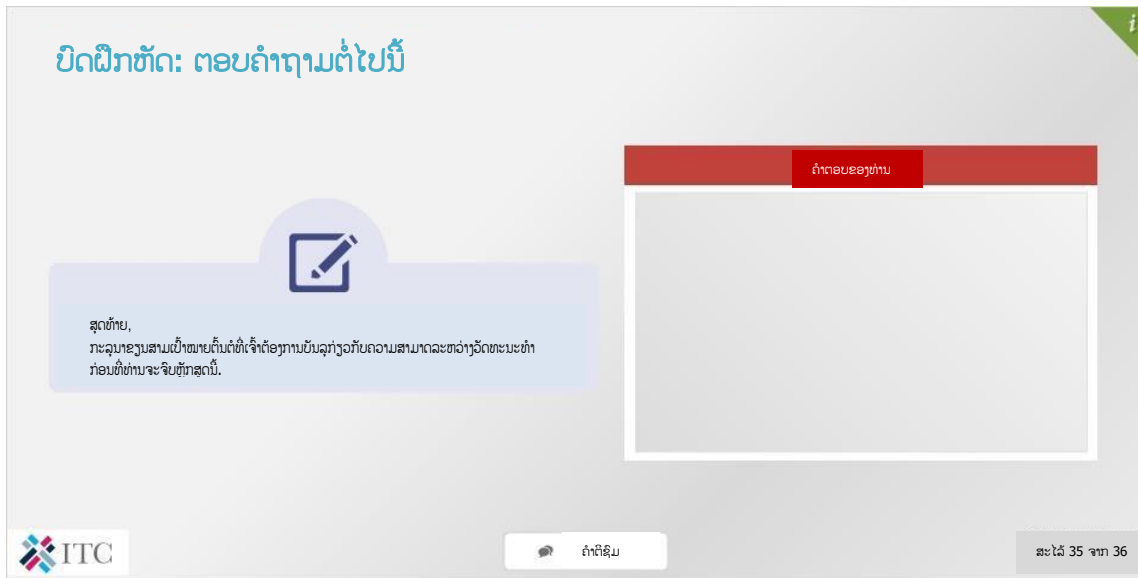 ບົດຝຶກຫັດ: ຕອບຄຳຖາມຕໍ່ໄປນີ້
ຄຳຕອບຂອງທ່ານ
ສຸດທ້າຍ,
ກະລຸນາຂຽນສາມເປົ້າໝາຍຕົ້ນຕໍທີ່ເຈົ້າຕ້ອງການບັນລຸກ່ຽວກັບຄວາມສາມາດລະຫວ່າງວັດທະນະທຳ
ກ່ອນທີ່ທ່ານຈະຈົບຫຼັກສູດນີ້.
ITC
ຄຳຕິຊົມ
ສະໄລ້ 35 ຈາກ 36